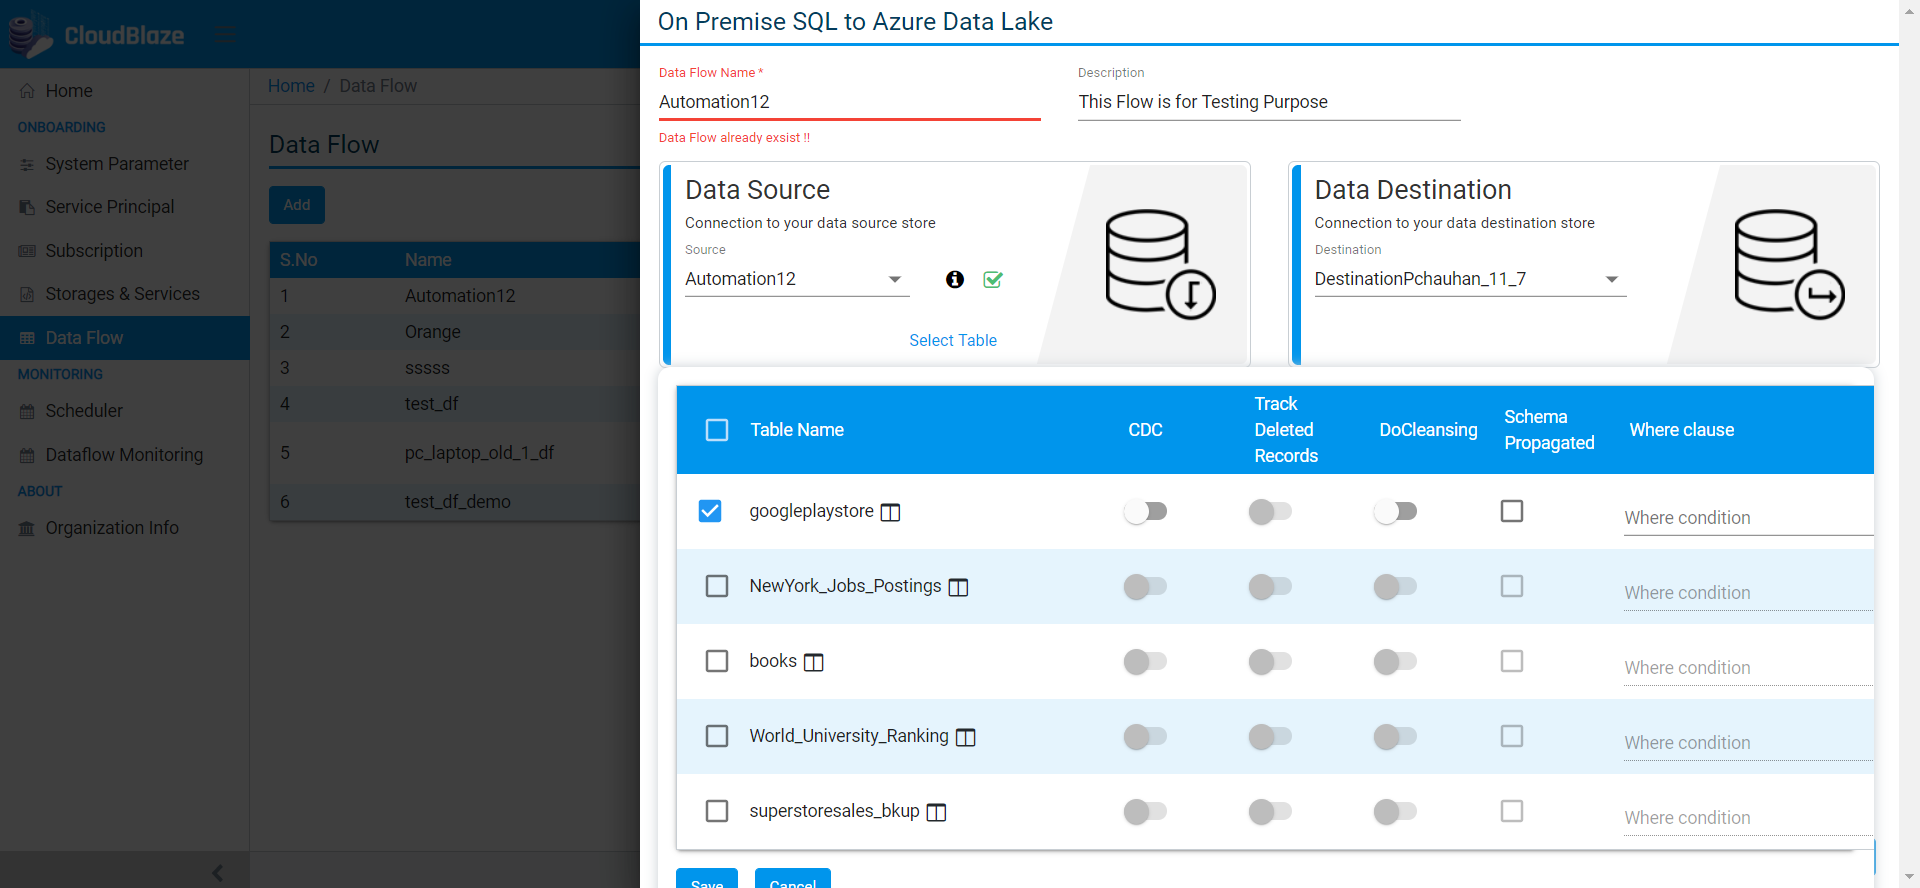 CloudBlaze
Home
ONBOARDING
System Parameter
Service Principal
Subscription
Storages & Services
Data Flow
MONITORING
Scheduler
Dataflow Monitoring
ABOUT
Organization Info
Home / Data Flow
Data Flow
Add
S.No Name
1 Automation12
2 Orange
3 sssss
4 test_df
5 pc_laptop_old_1_df
6 test_df_demo
On Premise SQL to Azure Data Lake
Data Flow Name *
Automation12
Data Flow already exsist !!
Description
This Flow is for Testing Purpose
Data Source
Connection to your data source store
Source
Automation12
Select Table
Data Destination
Connection to your data destination store
Destination
DestinationPchauhan_11_7
Table Name CDC Track Deleted Records DoCleansing Schema Propagated Where clause
googleplaystore Where condition
NewYork_Jobs_Postings Where condition
books Where condition
World_University_Ranking Where condition
superstoresales_bkup Where condition
Save Cancel